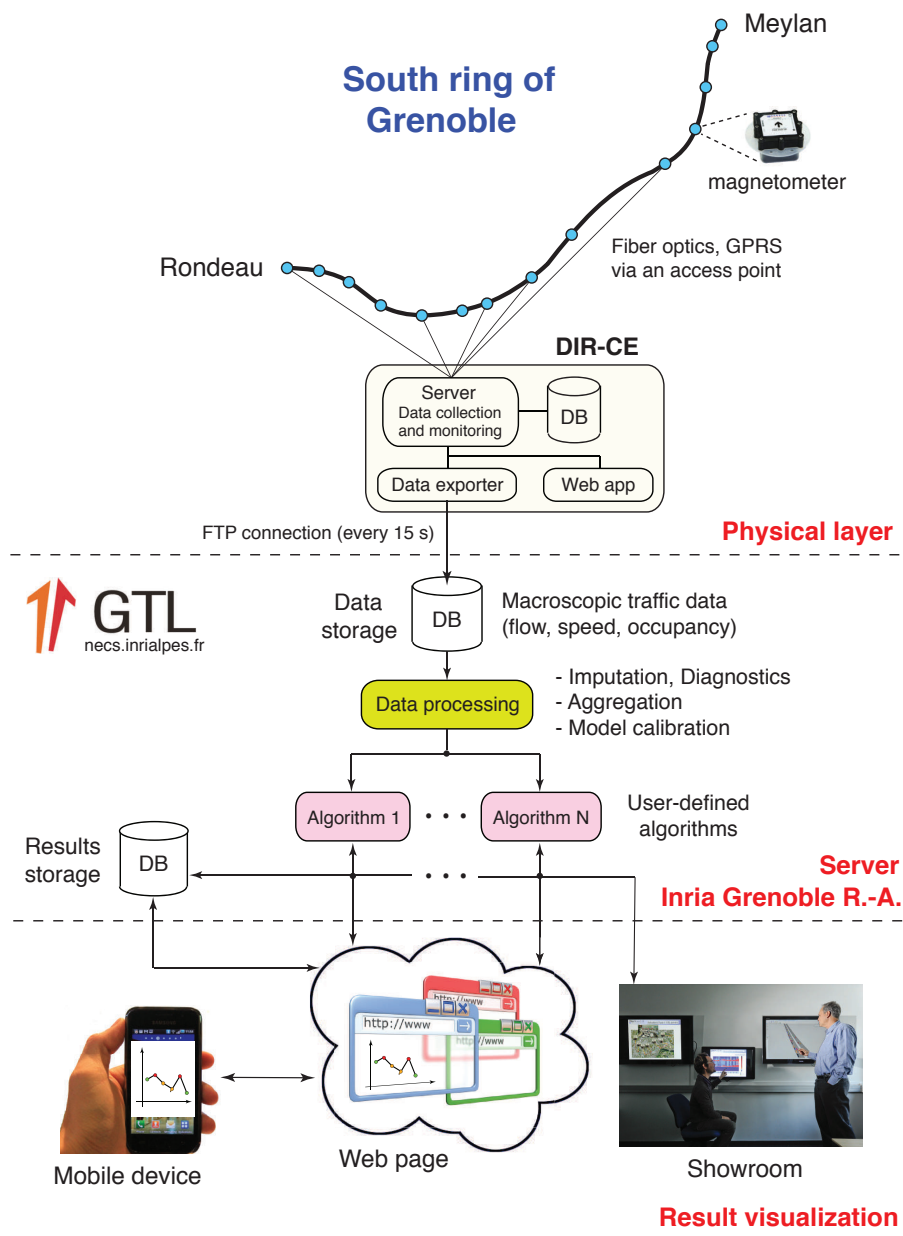 Meylan
South ring of
Grenoble
magnetometer
Fiber optics, GPRS
via an access point
Rondeau
DIR-CE
Server
Data collection
and monitoring
DB
Data exporter
Web app
FTP connection (every 15 s)
Physical layer
GTL
necs.inrialpes.fr
Data
storage
DB
Macroscopic traffic data
(flow, speed, occupancy)
Data processing
- Imputation, Diagnostics
- Aggregation
- Model calibration
Algorithm 1
Algorithm N
User-defined
algorithms
Results
storage
DB
Server
Inria Grenoble R.-A.
http://www
http://www
http://www
Mobile device
Web page
Showroom
Result visualization